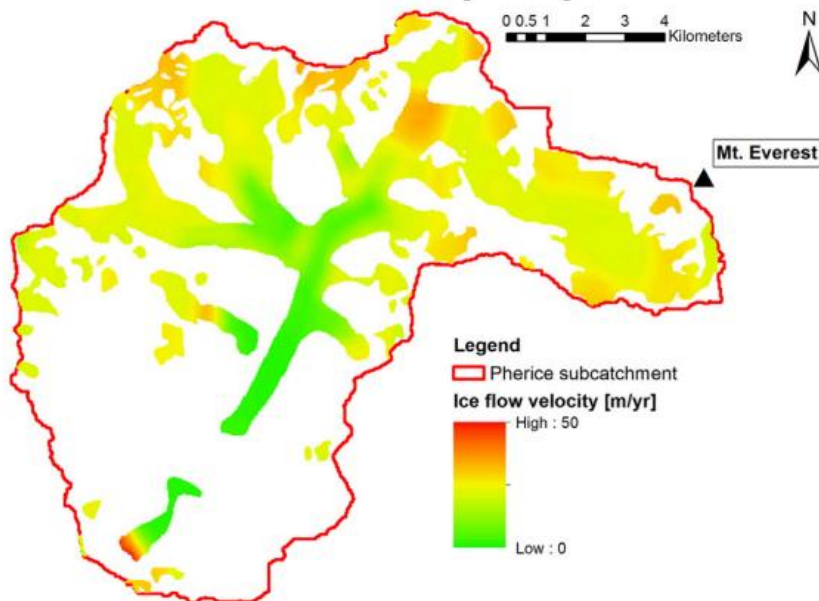 0 0.5 1 2 3 4
Kilometers
N
Mt. Everest
Legend
Pherice subcatchment
Ice flow velocity [m/yr]
High : 50
Low : 0